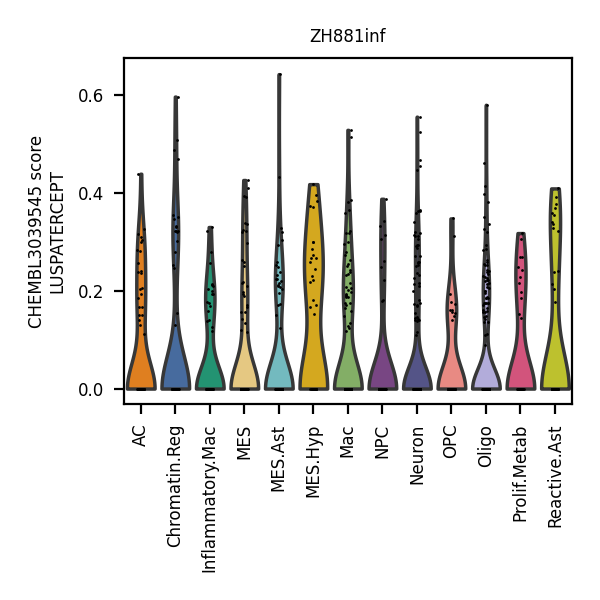 ZH881inf
CHEMBL3039545 score
LUSPATERCEPT
0.6
0.4
0.2
0.0
AC
Chromatin.Reg
Inflammatory.Mac
MES
MES.Ast
MES.Hyp
Mac
NPC
Neuron
OPC
Oligo
Prolif.Metab
Reactive.Ast